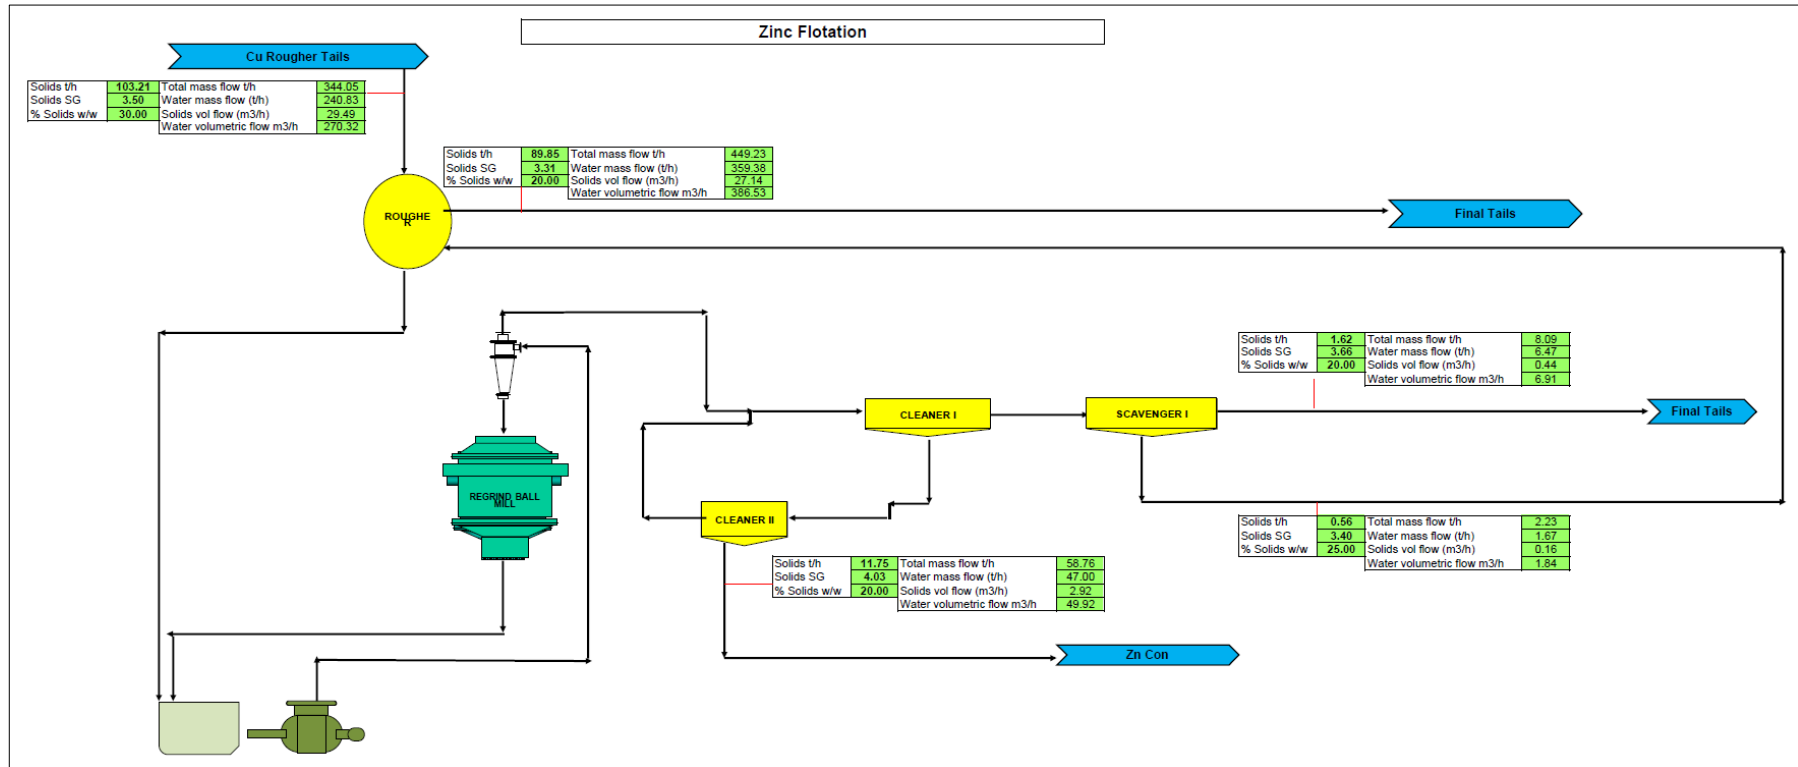 Zinc Flotation
Cu Rougher Tails
Solids t/h 103.21 Total mass flow t/h 344.05
Solids SG 3.50 Water mass flow (t/h) 240.83
% Solids w/w 30.00 Solids vol flow (m3/h) 29.49
Water volumetric flow m3/h 270.32
Solids t/h 89.85 Total mass flow t/h 449.23
Solids SG 3.31 Water mass flow (t/h) 359.38
% Solids w/w 20.00 Solids vol flow (m3/h) 27.14
Water volumetric flow m3/h 386.53
ROUGHE
R
Final Tails
Solids t/h 1.62 Total mass flow t/h 8.09
Solids SG 3.66 Water mass flow (t/h) 6.47
% Solids w/w 20.00 Solids vol flow (m3/h) 0.44
Water volumetric flow m3/h 6.91
CLEANER I
SCAVENGER I
Final Tails
REGRIND BALL
MILL
CLEANER II
Solids t/h 0.56 Total mass flow t/h 2.23
Solids SG 3.40 Water mass flow (t/h) 1.67
% Solids w/w 25.00 Solids vol flow (m3/h) 0.16
Water volumetric flow m3/h 1.84
Solids t/h 11.75 Total mass flow t/h 58.76
Solids SG 4.03 Water mass flow (t/h) 47.00
% Solids w/w 20.00 Solids vol flow (m3/h) 2.92
Water volumetric flow m3/h 49.92
Zn Con